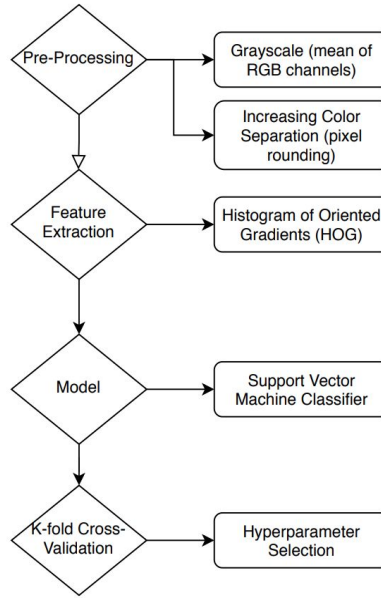 Pre-Processing
Grayscale (mean of
RGB channels)
Increasing Color
Separation (pixel
rounding)
Feature
Extraction
Histogram of Oriented
Gradients (HOG)
Model
Support Vector
Machine Classifier
K-fold Cross-
Validation
Hyperparameter
Selection